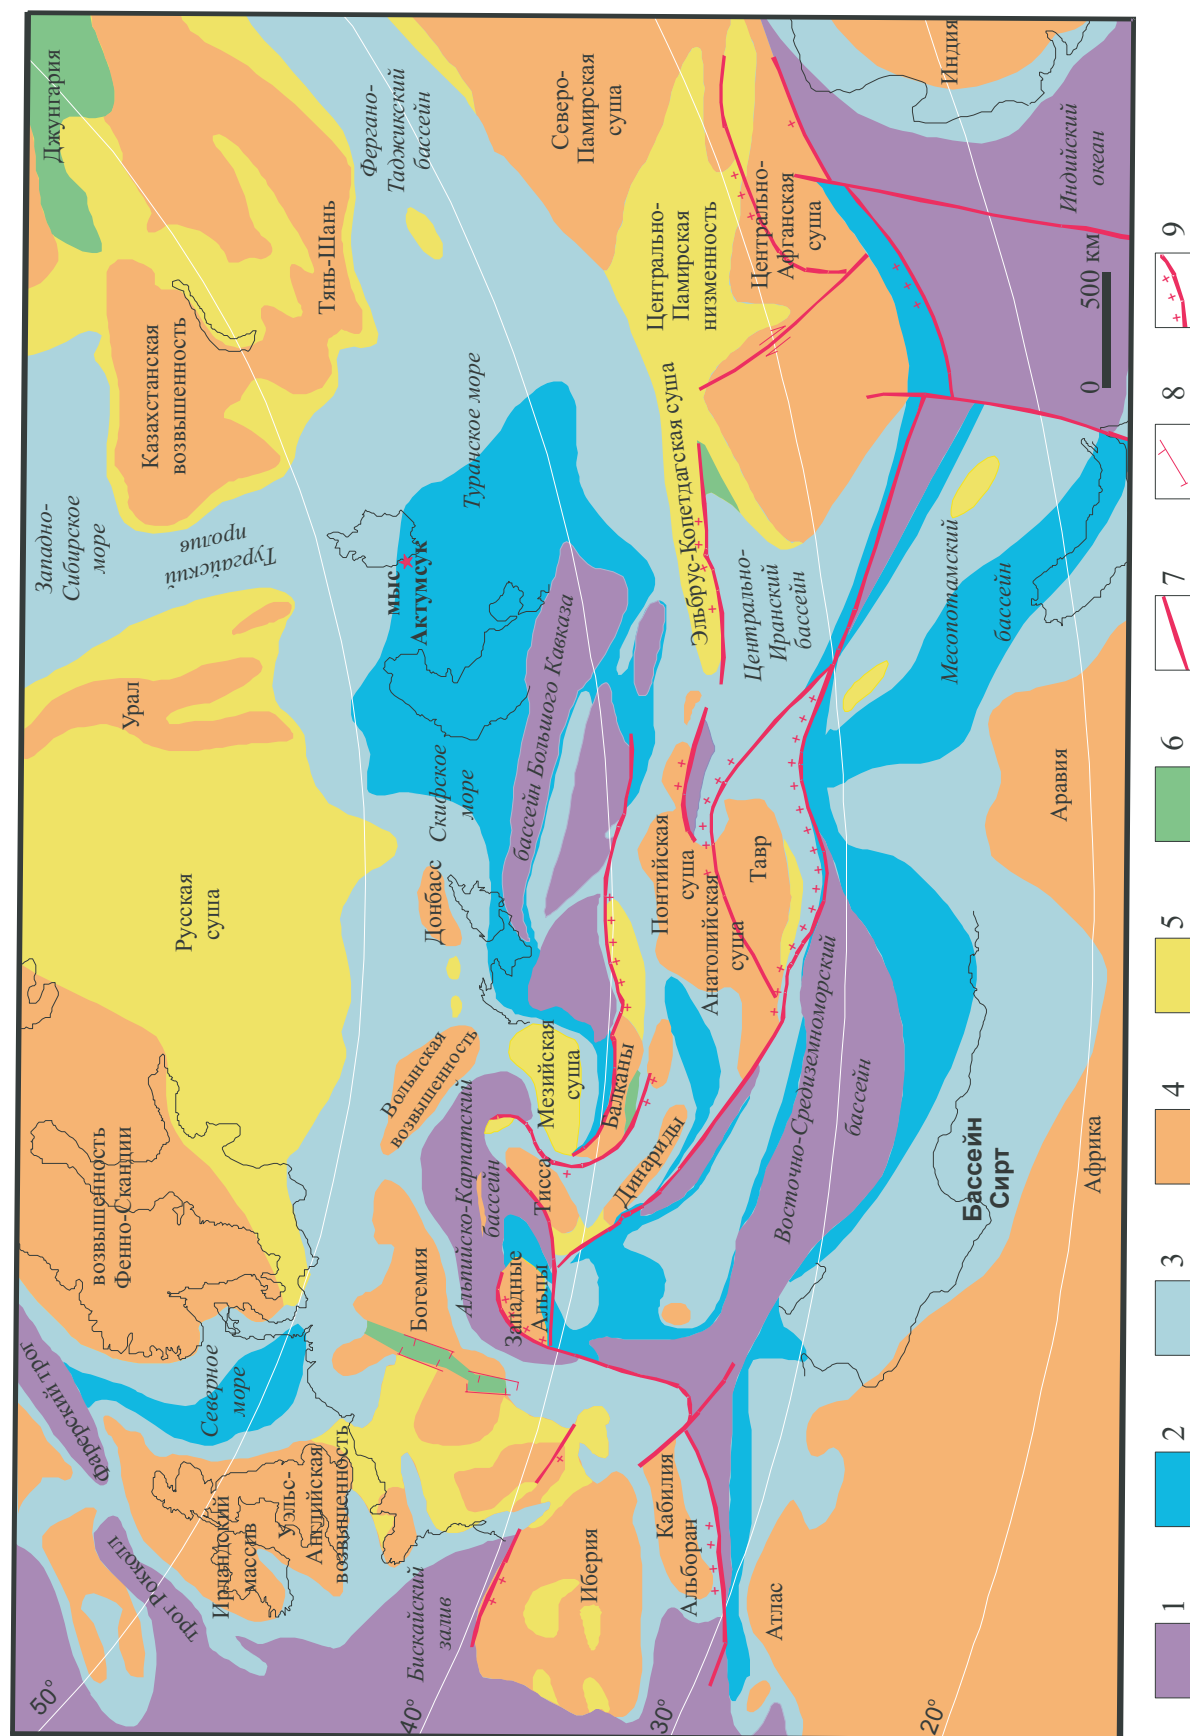 50°
трог Рокколл
Фарерский трог
Ирландский
массив
Уэльс-
Английская
возвышенность
Северное
море
возвышенность
Фенно-Скандии
Русская
суша
Урал
Западно-
Сибирское
море
Тургайский
пролив
Казахстанская
возвышенность
Джунгария
Тянь-Шань
Фергано-
Таджикский
бассейн
40°
Бискайский
залив
Богемия
Альпийско-Карпатский
бассейн
Волынская
возвышенность
Донбасс
Скифское
море
мыс
Актумсук
Туранское море
Северо-
Памирская
суша
Иберия
Западные
Альпы
Тисса
Мезийская
суша
Балканы
Динариды
бассейн Большого Кавказа
30°
Кабилия
Альборан
Понтийская
суша
Анатолийская
суша
Тавр
Эльбрус-Копетдагская суша
Центрально-
Иранский
бассейн
Центрально-
Памирская
низменность
Центрально-
Афганская
суша
Атлас
Восточно-Средиземноморский
бассейн
Месопотамский
бассейн
Индия
Индийский
океан
20°
Бассейн
Сирт
Африка
Аравия
0
500 км
1
2
3
4
5
6
7
8
9